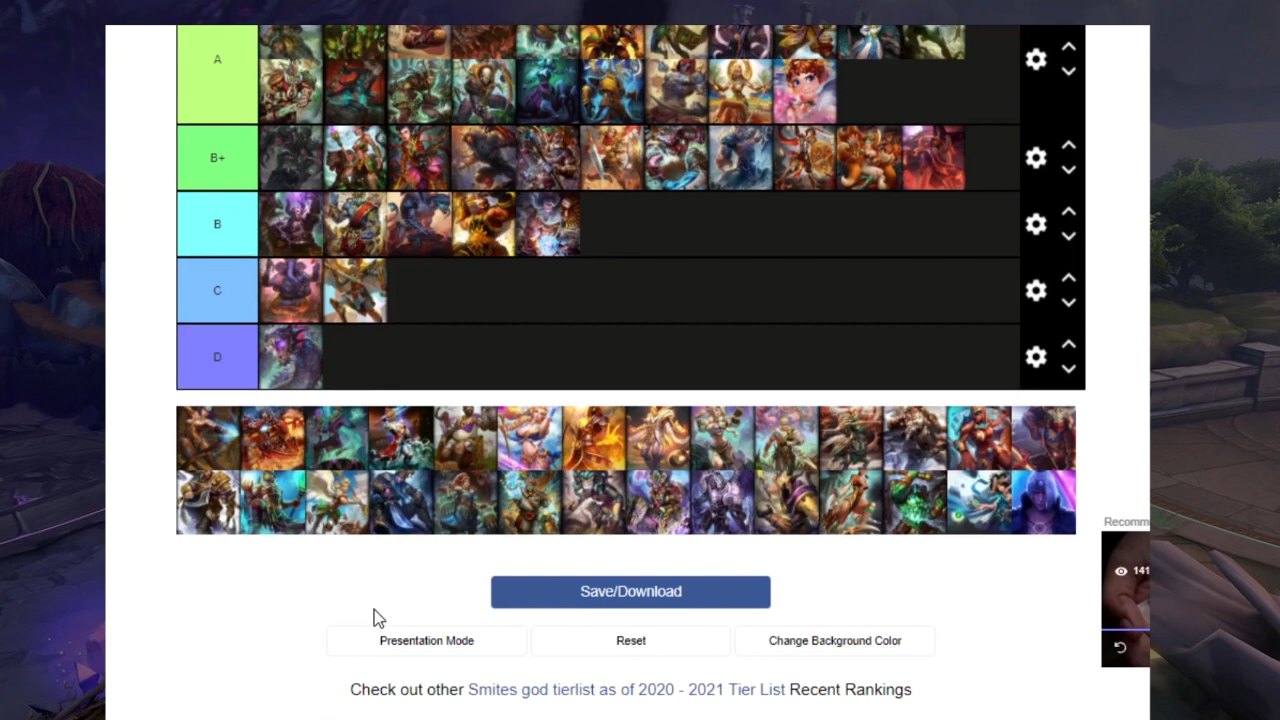 A
B+
B
C
D
Recomm
141
Save/Download
Presentation Mode
Reset
Change Background Color
Check out other Smites god tierlist as of 2020 - 2021 Tier List Recent Rankings